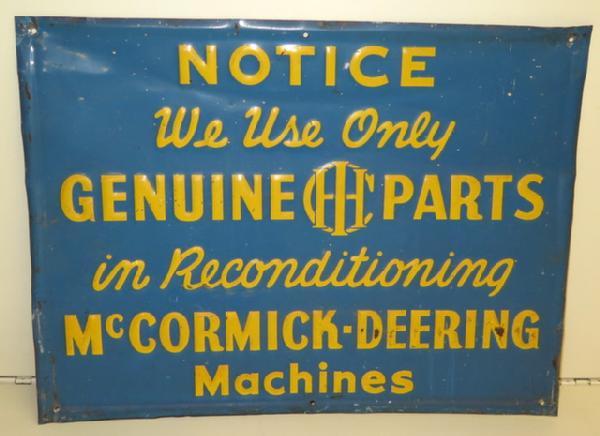 NOTICE
We Use Only
GENUINE IHC PARTS
in Reconditioning
McCORMICK-DEERING
Machines